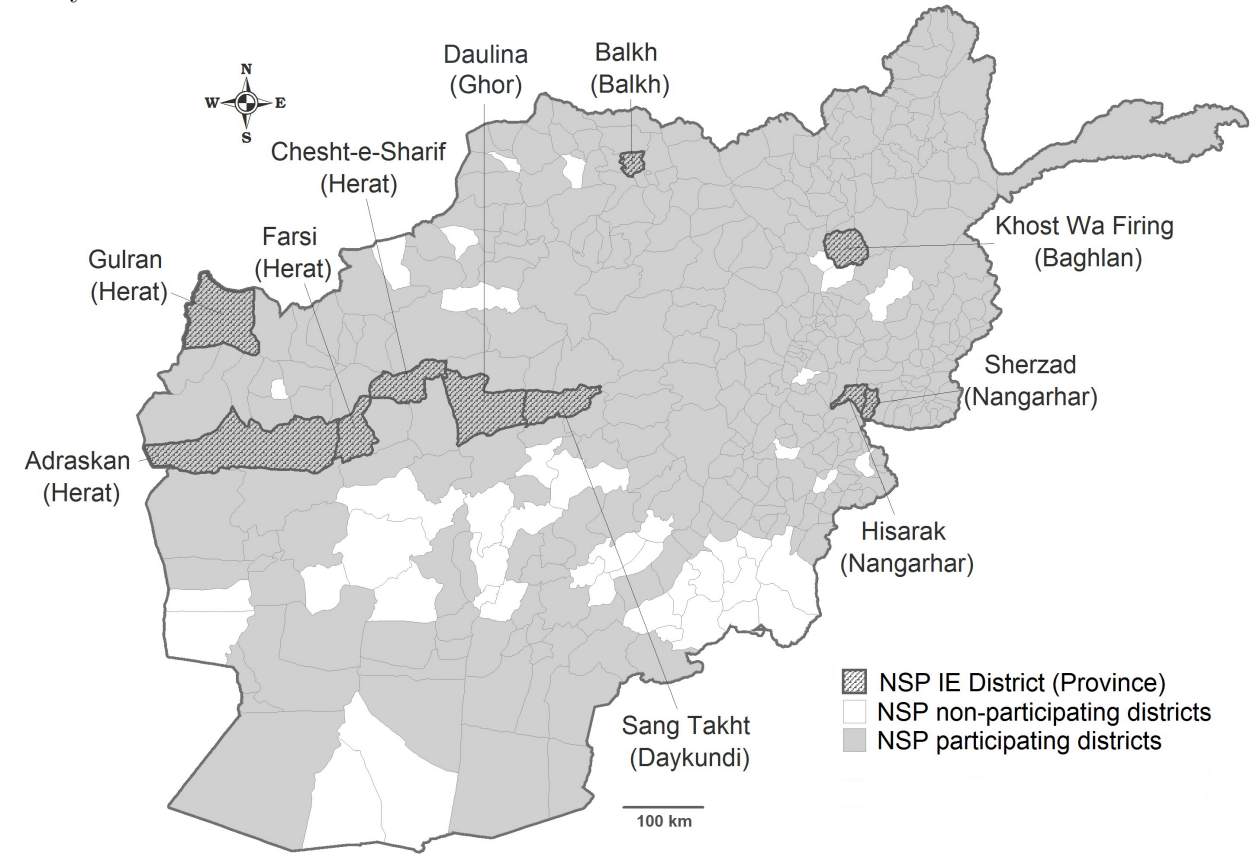 Daulina
(Ghor)
Balkh
(Balkh)
N
W
E
S
Chesht-e-Sharif
(Herat)
Khost Wa Firing
(Baghlan)
Farsi
(Herat)
Gulran
(Herat)
Sherzad
(Nangarhar)
Adraskan
(Herat)
Hisarak
(Nangarhar)
NSP IE District (Province)
NSP non-participating districts
NSP participating districts
Sang Takht
(Daykundi)
100 km